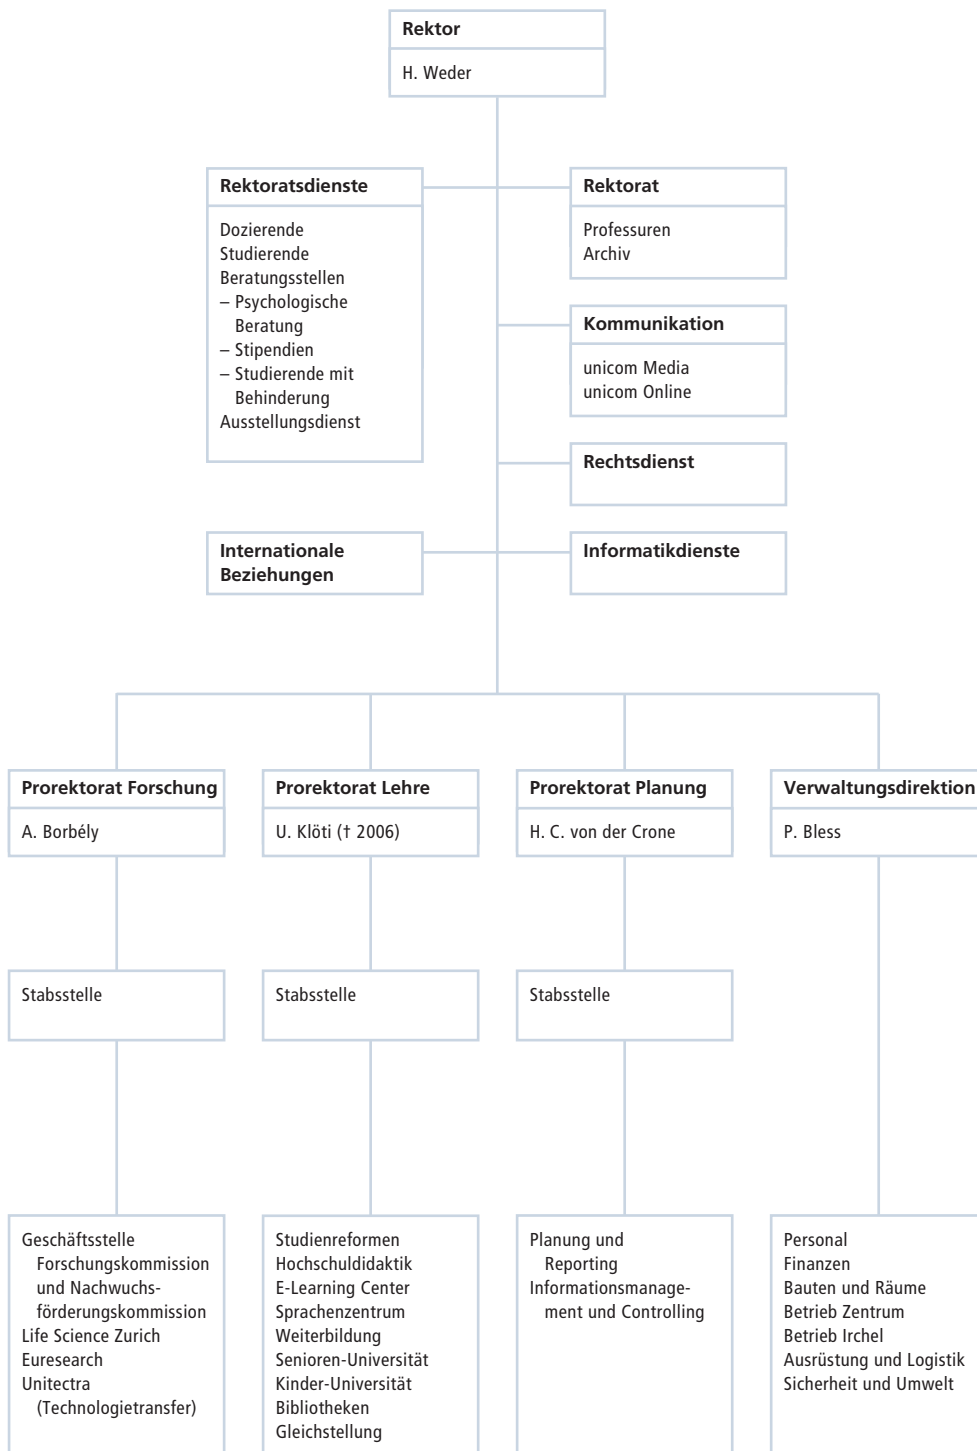 Rektor
H. Weder
Rektoratsdienste
Dozierende
Studierende
Beratungsstellen
– Psychologische
Beratung
– Stipendien
– Studierende mit
Behinderung
Ausstellungsdienst
Rektorat
Professuren
Archiv
Kommunikation
unicom Media
unicom Online
Rechtsdienst
Internationale
Beziehungen
Informatikdienste
Prorektorat Forschung
A. Borbély
Prorektorat Lehre
U. Klöti († 2006)
Prorektorat Planung
H. C. von der Crone
Verwaltungsdirektion
P. Bless
Stabsstelle
Stabsstelle
Stabsstelle
Geschäftsstelle
Forschungskommission
und Nachwuchs-
förderungskommission
Life Science Zurich
Euresearch
Unitectra
(Technologietransfer)
Studienreformen
Hochschuldidaktik
E-Learning Center
Sprachenzentrum
Weiterbildung
Senioren-Universität
Kinder-Universität
Bibliotheken
Gleichstellung
Planung und
Reporting
Informationsmanage-
ment und Controlling
Personal
Finanzen
Bauten und Räume
Betrieb Zentrum
Betrieb Irchel
Ausrüstung und Logistik
Sicherheit und Umwelt